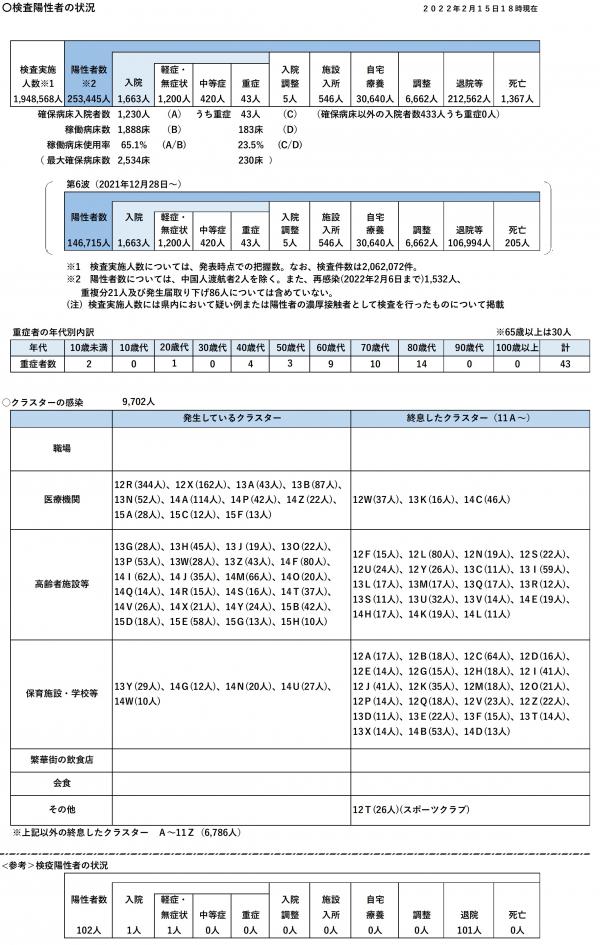 〇検査陽性者の状況
２０２２年２月１５日１８時現在
検査実施人数※1 陽性者数※2 入院 軽症・無症状 中等症 重症 入院調整 施設入所 自宅療養 調整 退院等 死亡
1,948,568人 253,445人 1,663人 1,200人 420人 43人 5人 546人 30,640人 6,662人 212,562人 1,367人
確保病床入院者数 1,230人 (A) うち重症 43人 (C) (確保病床以外の入院者数433人うち重症0人)
稼働病床数 1,888床 (B) 183床 (D)
稼働病床使用率 65.1% (A/B) 23.5% (C/D)
( 最大確保病床数 2,534床 230床 )
第6波（2021年12月28日～）
陽性者数 入院 軽症・無症状 中等症 重症 入院調整 施設入所 自宅療養 調整 退院等 死亡
146,715人 1,663人 1,200人 420人 43人 5人 546人 30,640人 6,662人 106,994人 205人
※1 検査実施人数については、発表時点での把握数。なお、検査件数は2,062,072件。
※2 陽性者数については、中国人渡航者2人を除く。また、再感染(2022年2月6日まで)1,532人、
重複分21人及び発生届取り下げ86人については含めていない。
（注） 検査実施人数には県内において疑い例または陽性者の濃厚接触者として検査を行ったものについて掲載
重症者の年代別内訳 ※65歳以上は30人
年代 10歳未満 10歳代 20歳代 30歳代 40歳代 50歳代 60歳代 70歳代 80歳代 90歳代 100歳以上 計
重症者数 2 0 1 0 4 3 9 10 14 0 0 43
○クラスターの感染 9,702人
発生しているクラスター 終息したクラスター（11Ａ～）
職場
医療機関
12Ｒ(344人)、12Ｘ(162人)、13Ａ(43人)、13Ｂ(87人)、
13Ｎ(52人)、14Ａ(114人)、14Ｐ(42人)、14Ｚ(22人)、
15Ａ(28人)、15Ｃ(12人)、15Ｆ(13人)
12W(37人)、13Ｋ(16人)、14Ｃ(46人)
高齢者施設等
13Ｇ(28人)、13Ｈ(45人)、13Ｊ(19人)、13Ｏ(22人)、
13Ｐ(53人)、13W(28人)、13Ｚ(43人)、14Ｆ(80人)、
14Ｉ(62人)、14Ｊ(35人)、14M(66人)、14Ｏ(20人)、
14Ｑ(14人)、14Ｒ(15人)、14Ｓ(16人)、14Ｔ(37人)、
14Ｖ(26人)、14Ｘ(21人)、14Ｙ(24人)、15Ｂ(42人)、
15Ｄ(18人)、15Ｅ(58人)、15Ｇ(13人)、15Ｈ(10人)
12Ｆ(15人)、12Ｌ(80人)、12Ｎ(19人)、12Ｓ(22人)、
12Ｕ(24人)、12Ｙ(26人)、13Ｃ(11人)、13Ｉ(59人)、
13Ｌ(17人)、13M(17人)、13Ｑ(17人)、13Ｒ(12人)、
13Ｓ(11人)、13Ｕ(32人)、13Ｖ(14人)、14Ｅ(19人)、
14Ｈ(17人)、14Ｋ(19人)、14Ｌ(11人)
保育施設・学校等
13Ｙ(29人)、14Ｇ(12人)、14Ｎ(20人)、14Ｕ(27人)、
14W(10人)
12Ａ(17人)、12Ｂ(18人)、12Ｃ(64人)、12Ｄ(16人)、
12Ｅ(14人)、12Ｇ(15人)、12Ｈ(18人)、12Ｉ(41人)、
12Ｊ(41人)、12Ｋ(35人)、12M(18人)、12Ｏ(21人)、
12Ｐ(14人)、12Ｑ(18人)、12Ｖ(23人)、12Ｚ(22人)、
13Ｄ(11人)、13Ｅ(22人)、13Ｆ(15人)、13Ｔ(14人)、
13Ｘ(14人)、14Ｂ(53人)、14Ｄ(13人)
繁華街の飲食店
会食
その他
12Ｔ(26人)(スポーツクラブ)
※上記以外の終息したクラスター Ａ～11Ｚ（6,786人）
<参考>検疫陽性者の状況
陽性者数 入院 軽症・無症状 中等症 重症 入院調整 施設入所 自宅療養 調整 退院 死亡
102人 1人 1人 0人 0人 0人 0人 0人 0人 101人 0人